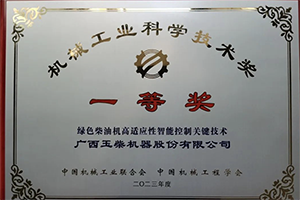 机械工业科学技术奖
一等奖
绿色柴油机高适应性智能控制关键技术
广西玉柴机器股份有限公司
中国机械工业联合会 中国机械工程学会
二〇二三年度